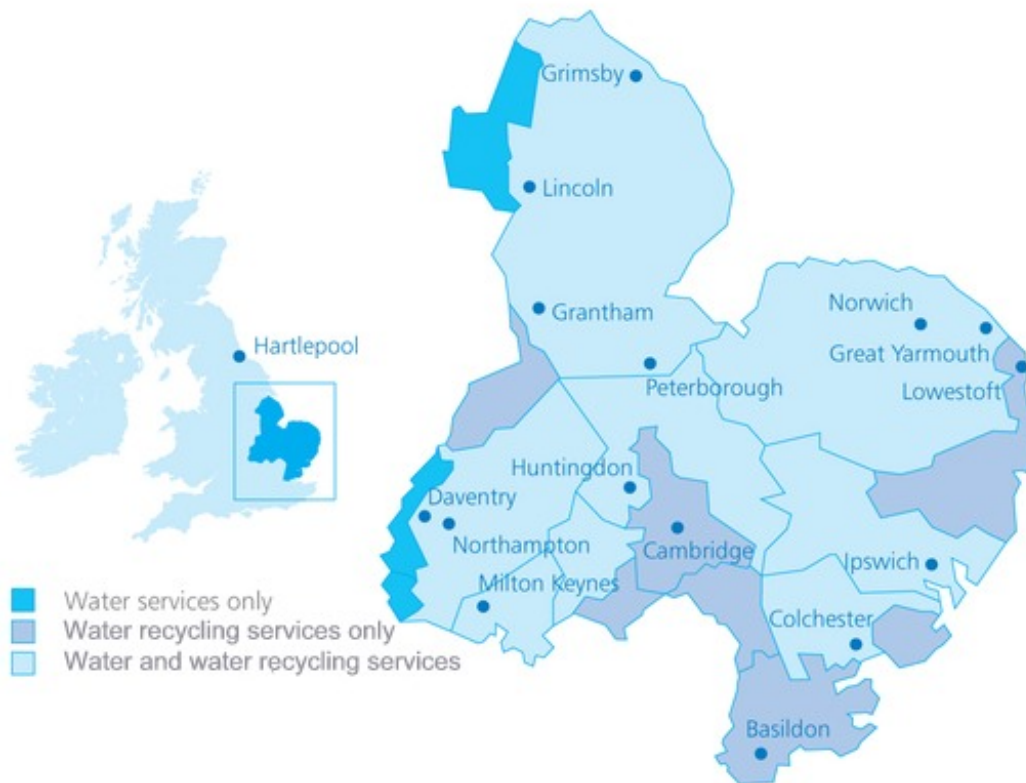 Grimsby
Lincoln
Grantham
Norwich
Great Yarmouth
Lowestoft
Peterborough
Hartlepool
Huntingdon
Daventry
Northampton
Cambridge
Ipswich
Milton Keynes
Colchester
Basildon
Water services only
Water recycling services only
Water and water recycling services